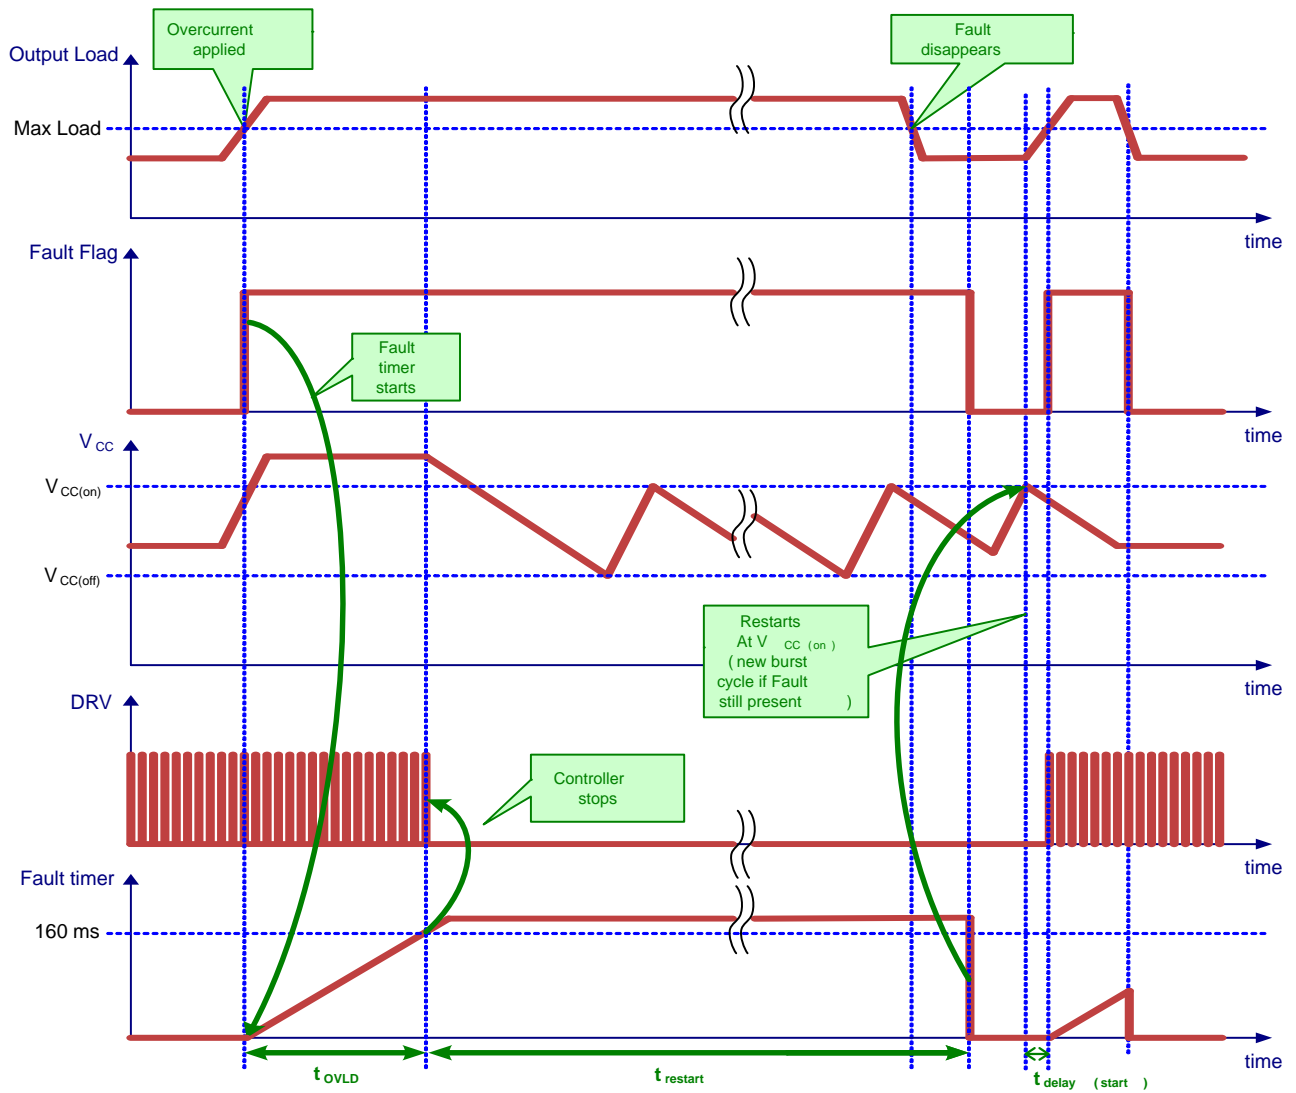 Overcurrent
applied
Fault
disappears
Output Load
Max Load
time
Fault Flag
Fault
timer
starts
time
V CC
V CC(on)
V CC(off)
Restarts
At V CC (on )
( new burst
cycle if Fault
still present )
time
DRV
Controller
stops
time
Fault timer
160 ms
time
t OVLD
t restart
t delay (start )